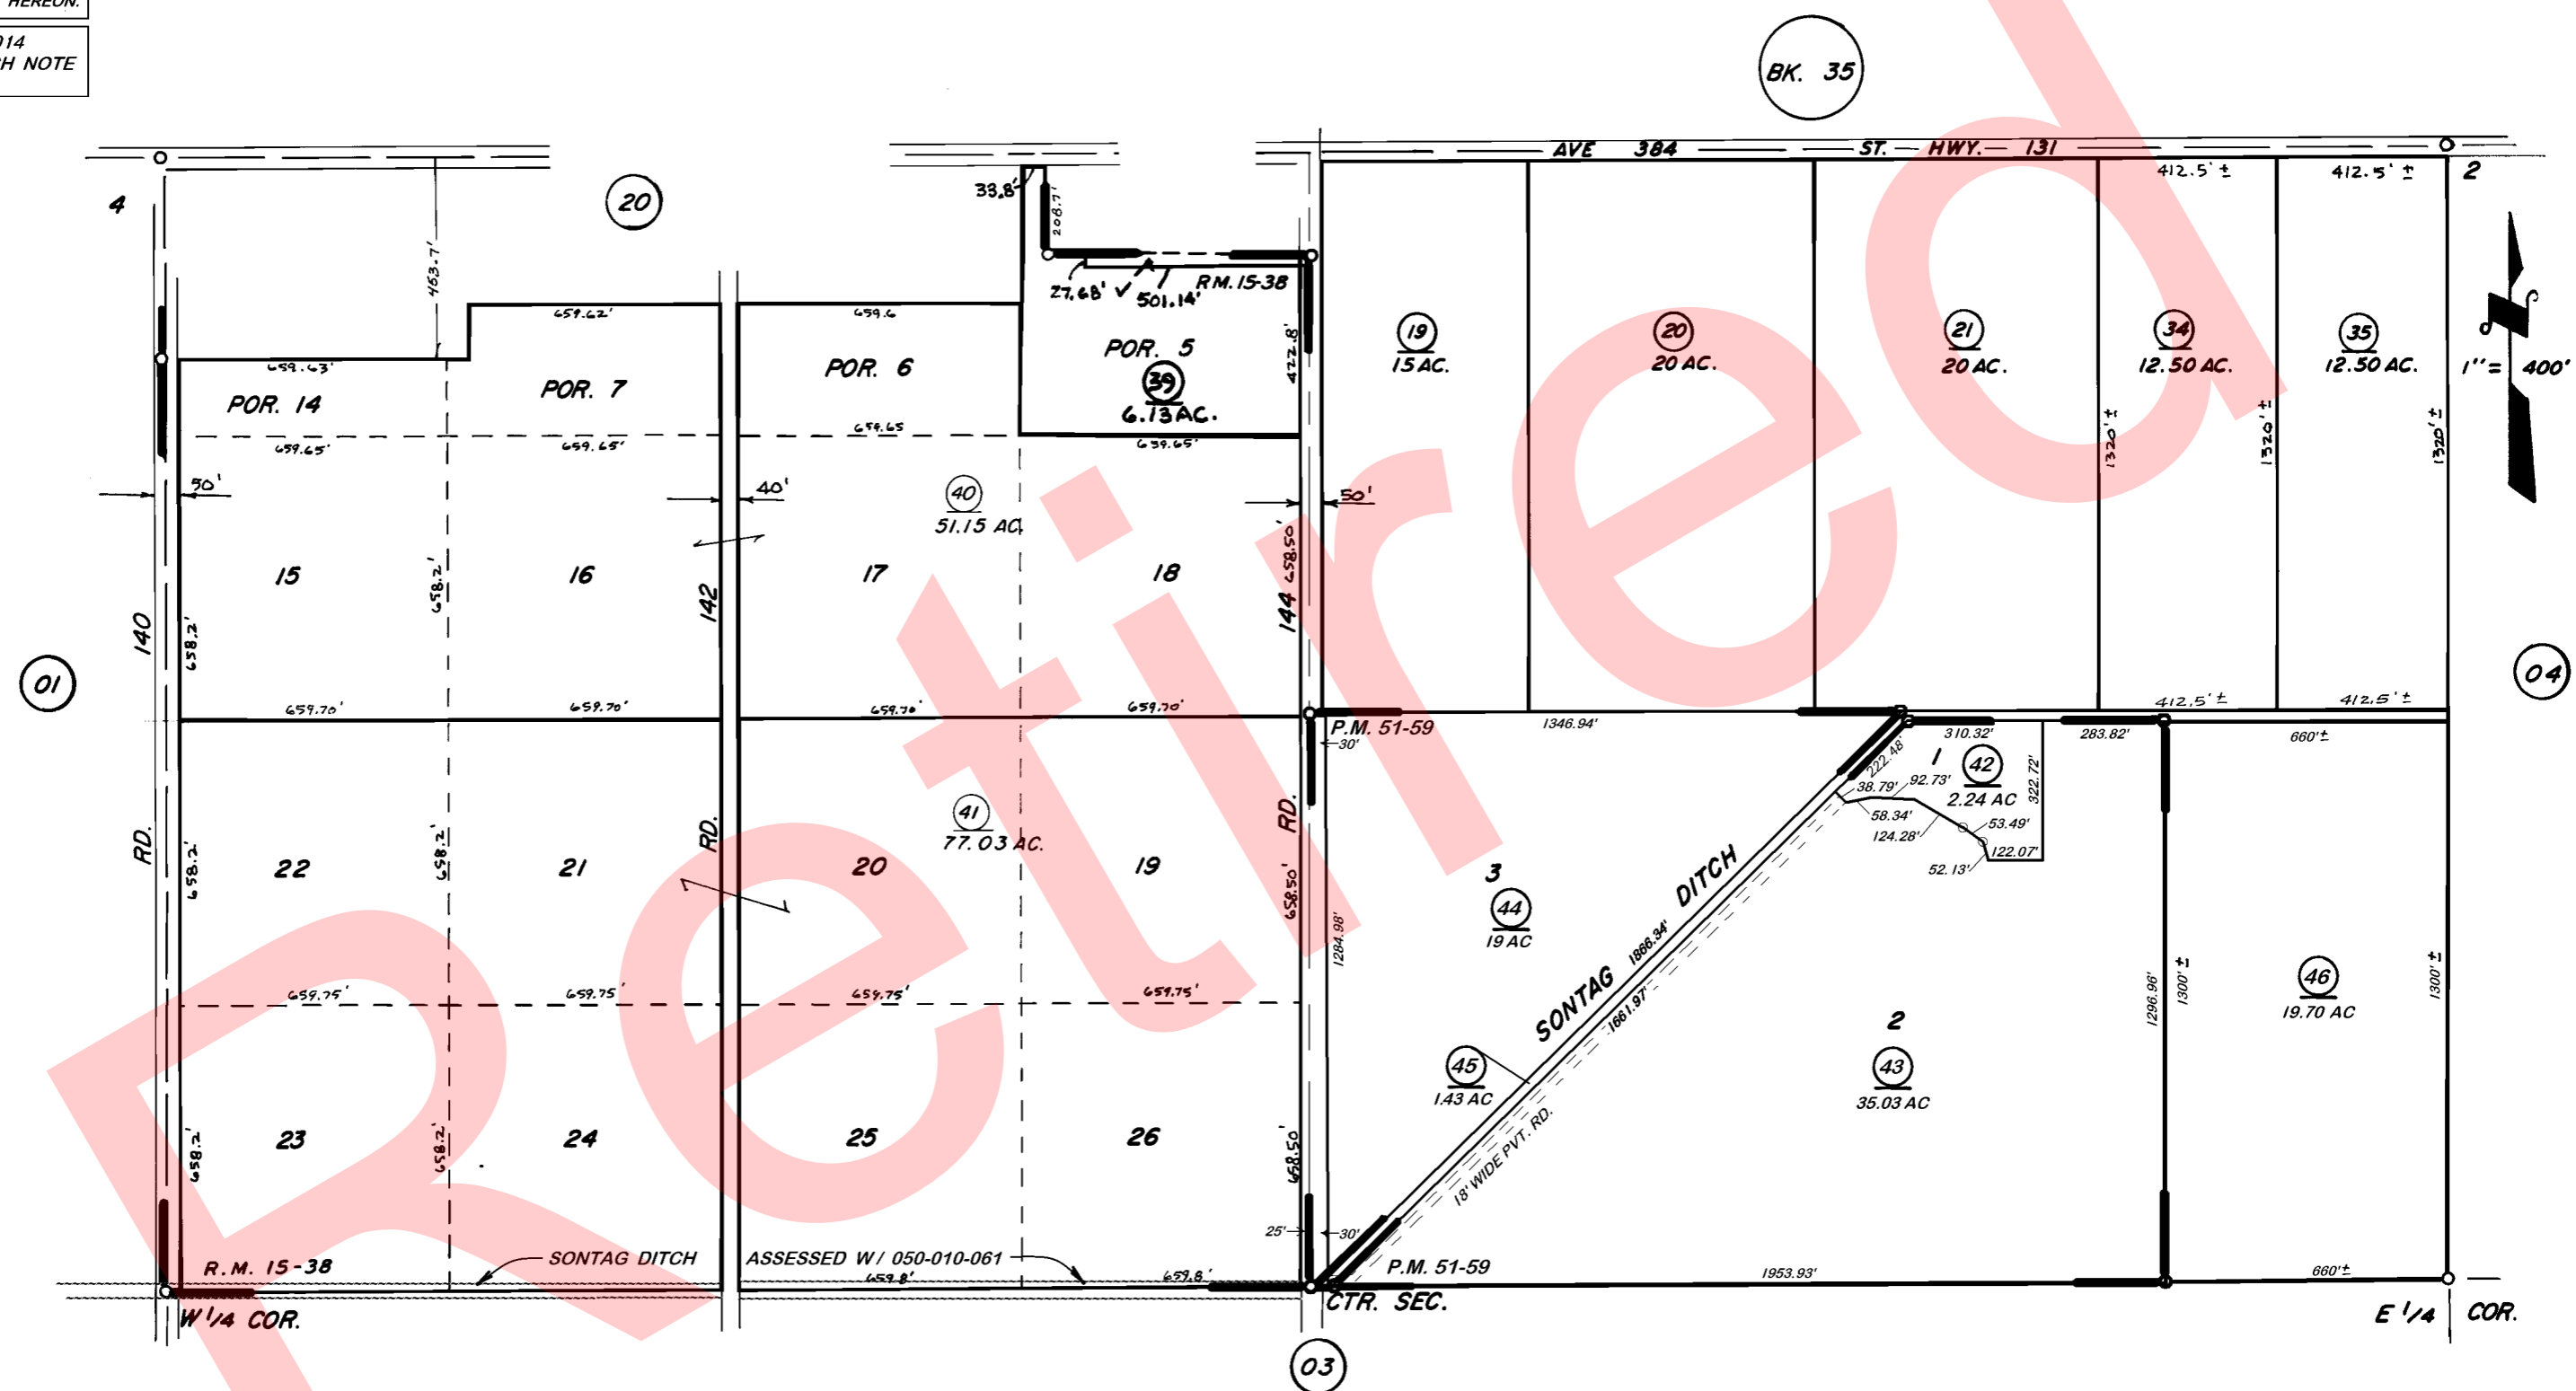 HEREON.
014
CH NOTE
BK. 35
AVE 384 ST. HWY. 131
4
20
463.7'
33.8'
208.7'
27.68'
501.14'
R.M. 15-38
412.5' ±
412.5' ±
2
659.62'
659.6
659.63'
POR. 14
POR. 7
POR. 6
POR. 5
39
6.13 AC.
422.8'
19
15 AC.
20
20 AC.
21
20 AC.
34
12.50 AC.
35
12.50 AC.
1" = 400'
659.65'
659.65'
659.65
659.65'
1320' ±
1320' ±
1320' ±
50'
40'
50'
40
51.15 AC.
15
16
17
18
658.2'
658.2'
658.50'
140
142
144
01
04
659.70'
659.70'
659.70'
659.70'
P.M. 51-59
30'
1346.94'
412.5' ±
412.5' ±
310.32'
283.82'
660' ±
222.48'
1
42
2.24 AC
322.72'
38.79'
92.73'
58.34'
124.28'
53.49'
122.07'
52.13'
41
77.03 AC.
RD.
RD.
RD.
22
21
20
19
658.2'
658.2'
658.50'
1284.98'
3
44
19 AC
SONTAG DITCH
1866.34'
1661.97'
1296.96'
1300' ±
1300' ±
46
19.70 AC
659.75'
659.75'
659.75'
659.75'
2
43
35.03 AC
45
1.43 AC
18' WIDE PVT. RD.
23
24
25
26
658.2'
658.2'
658.50'
25'
30'
R.M. 15-38
SONTAG DITCH ASSESSED W/ 050-010-061
659.8'
659.8'
P.M. 51-59
1953.93'
660' ±
W 1/4 COR.
CTR. SEC.
E 1/4 COR.
03
Retired